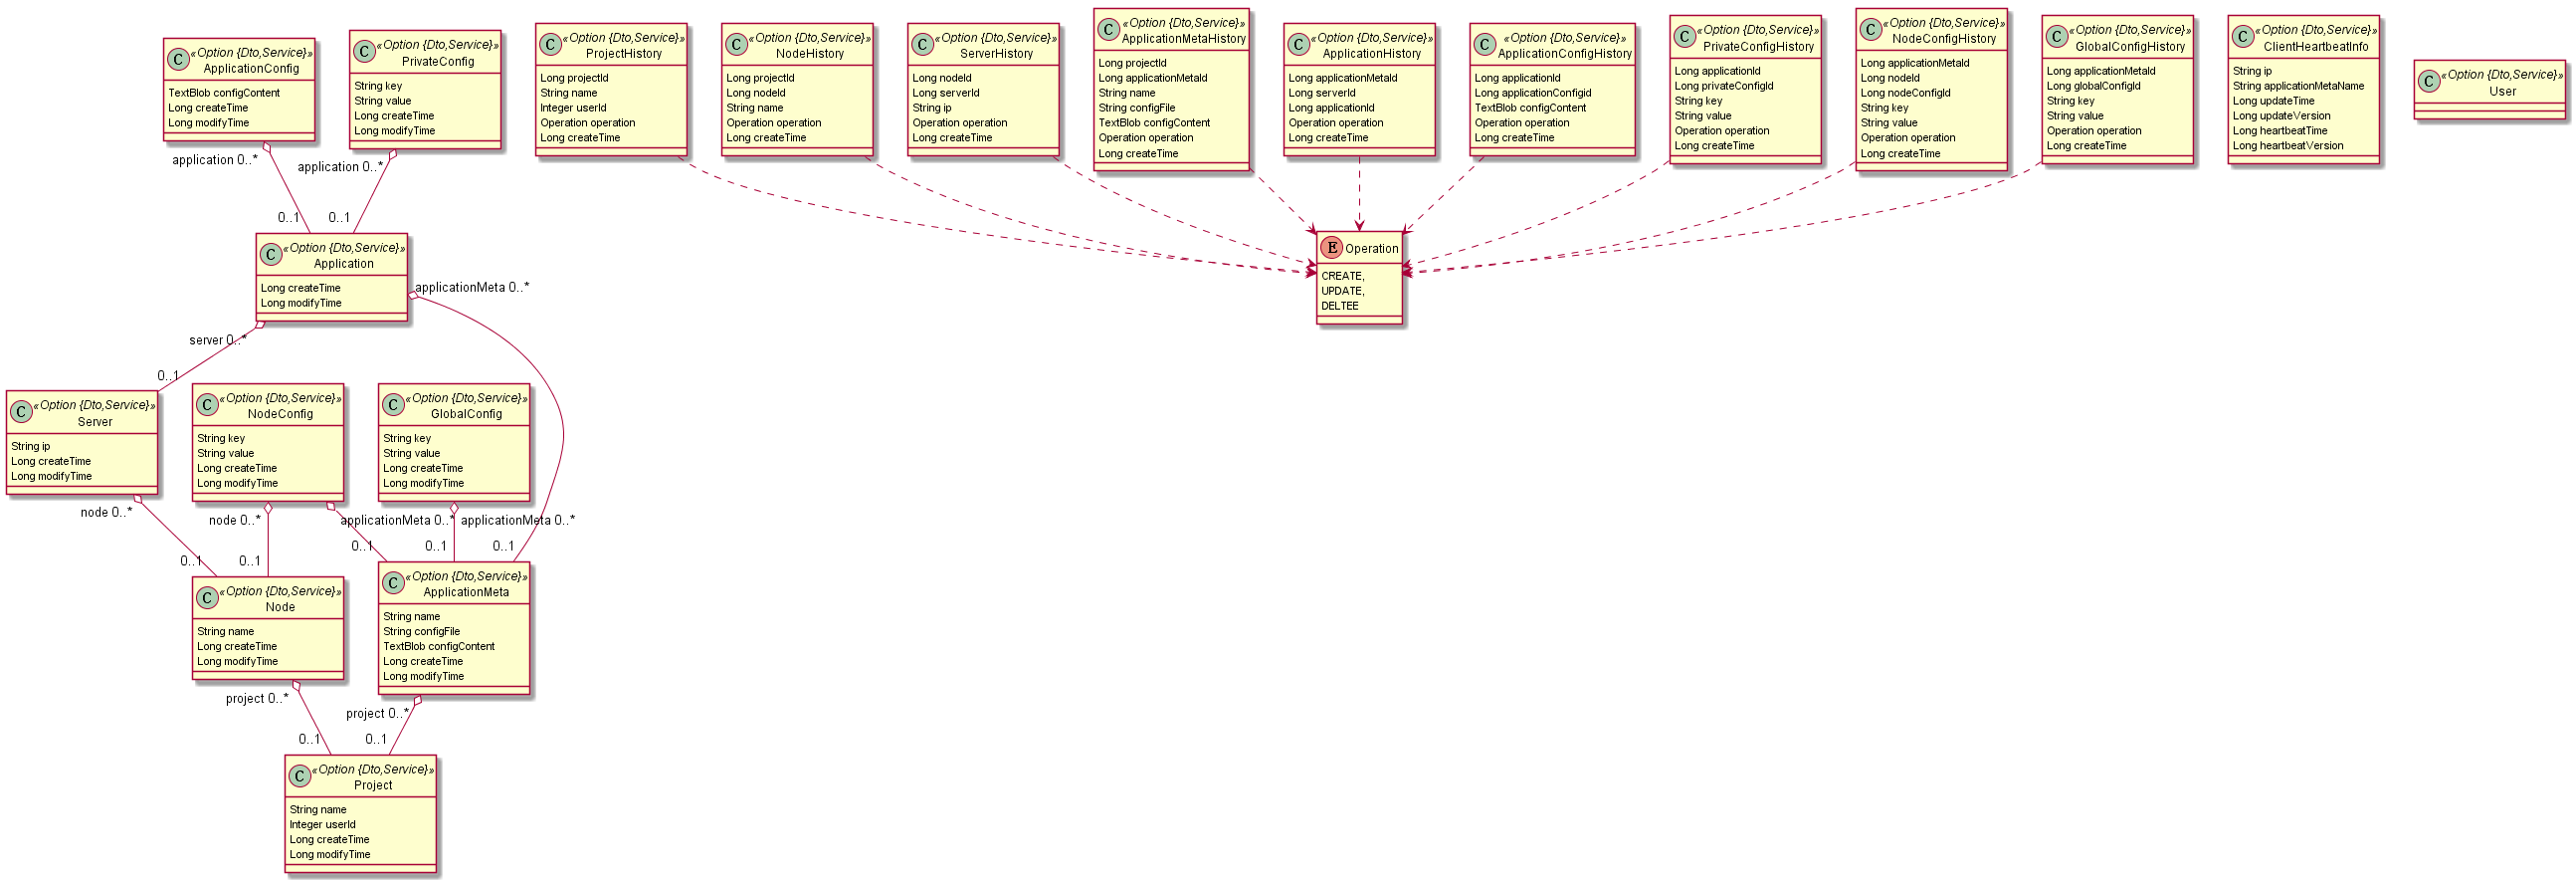 C «Option {Dto,Service}»
ApplicationConfig
TextBlob configContent
Long createTime
Long modifyTime
C «Option {Dto,Service}»
PrivateConfig
String key
String value
Long createTime
Long modifyTime
C «Option {Dto,Service}»
ProjectHistory
Long projectId
String name
Integer userId
Operation operation
Long createTime
C «Option {Dto,Service}»
NodeHistory
Long projectId
Long nodeId
String name
Operation operation
Long createTime
C «Option {Dto,Service}»
ServerHistory
Long nodeId
Long serverId
String ip
Operation operation
Long createTime
C «Option {Dto,Service}»
ApplicationMetaHistory
Long projectId
Long applicationMetaId
String name
String configFile
TextBlob configContent
Operation operation
Long createTime
C «Option {Dto,Service}»
ApplicationHistory
Long applicationMetaId
Long serverId
Long applicationId
Operation operation
Long createTime
C «Option {Dto,Service}»
ApplicationConfigHistory
Long applicationId
Long applicationConfigid
TextBlob configContent
Operation operation
Long createTime
C «Option {Dto,Service}»
PrivateConfigHistory
Long applicationId
Long privateConfigId
String key
String value
Operation operation
Long createTime
C «Option {Dto,Service}»
NodeConfigHistory
Long applicationMetaId
Long nodeId
Long nodeConfigId
String key
String value
Operation operation
Long createTime
C «Option {Dto,Service}»
GlobalConfigHistory
Long applicationMetaId
Long globalConfigId
String key
String value
Operation operation
Long createTime
C «Option {Dto,Service}»
ClientHeartbeatInfo
String ip
String applicationMetaName
Long updateTime
Long updateVersion
Long heartbeatTime
Long heartbeatVersion
C «Option {Dto,Service}»
User
application 0..*
application 0..*
0..1
0..1
C «Option {Dto,Service}»
Application
Long createTime
Long modifyTime
E Operation
CREATE,
UPDATE,
DELTEE
applicationMeta 0..*
server 0..*
0..1
C «Option {Dto,Service}»
Server
String ip
Long createTime
Long modifyTime
C «Option {Dto,Service}»
NodeConfig
String key
String value
Long createTime
Long modifyTime
C «Option {Dto,Service}»
GlobalConfig
String key
String value
Long createTime
Long modifyTime
node 0..*
node 0..*
applicationMeta 0..*
applicationMeta 0..*
0..1
0..1
0..1
0..1
0..1
C «Option {Dto,Service}»
Node
String name
Long createTime
Long modifyTime
C «Option {Dto,Service}»
ApplicationMeta
String name
String configFile
TextBlob configContent
Long createTime
Long modifyTime
project 0..*
project 0..*
0..1
0..1
C «Option {Dto,Service}»
Project
String name
Integer userId
Long createTime
Long modifyTime